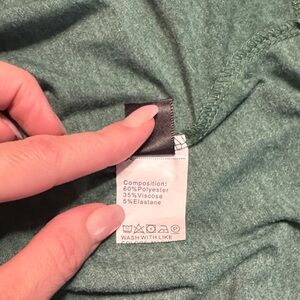 Composition:
60%Polyester
35%Viscose
5%Elastane
WASH WITH LIKE